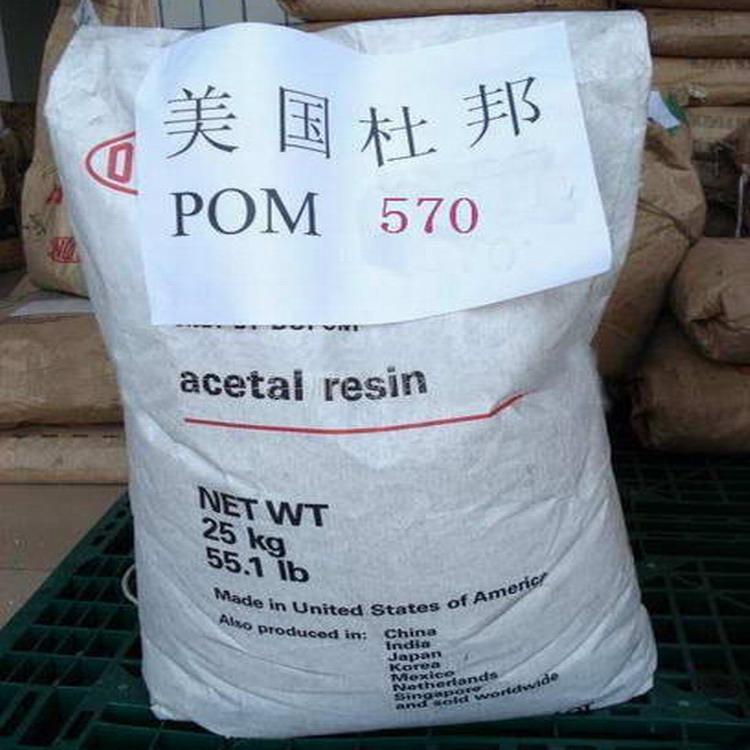 美国杜邦
POM 570
acetal resin
NET WT
25 kg
55.1 lb
Made in United States of America
Also produced in: China
India
Japan
Korea
Mexico
Netherlands
Singapore
and sold worldwide